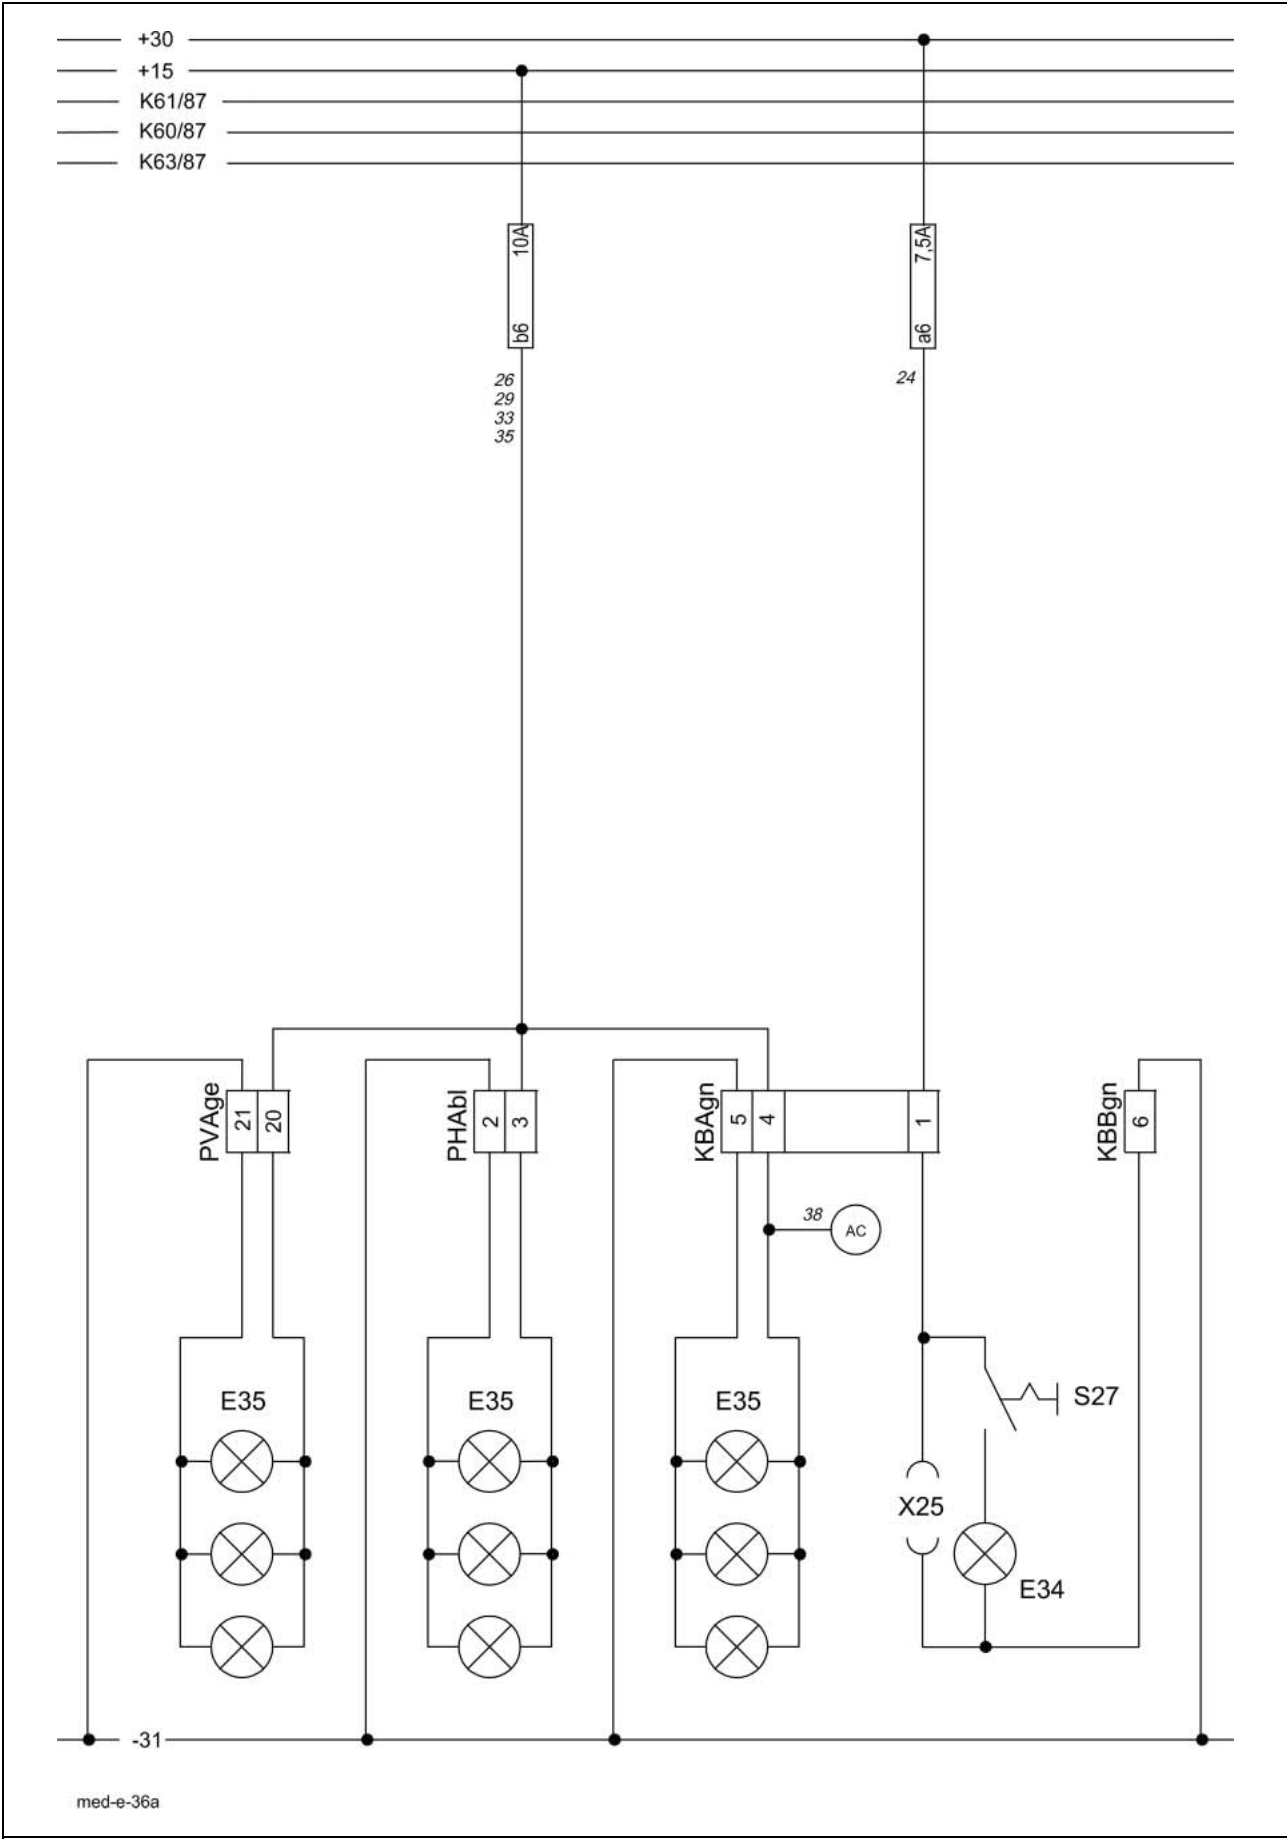 +30
+15
K61/87
K60/87
K63/87
10A
b6
7,5A
a6
26
29
33
35
24
PVAge
21
20
PHAbl
2
3
KBAgn
5
4
1
KBBgn
6
38
AC
E35
E35
E35
S27
X25
E34
-31
med-e-36a